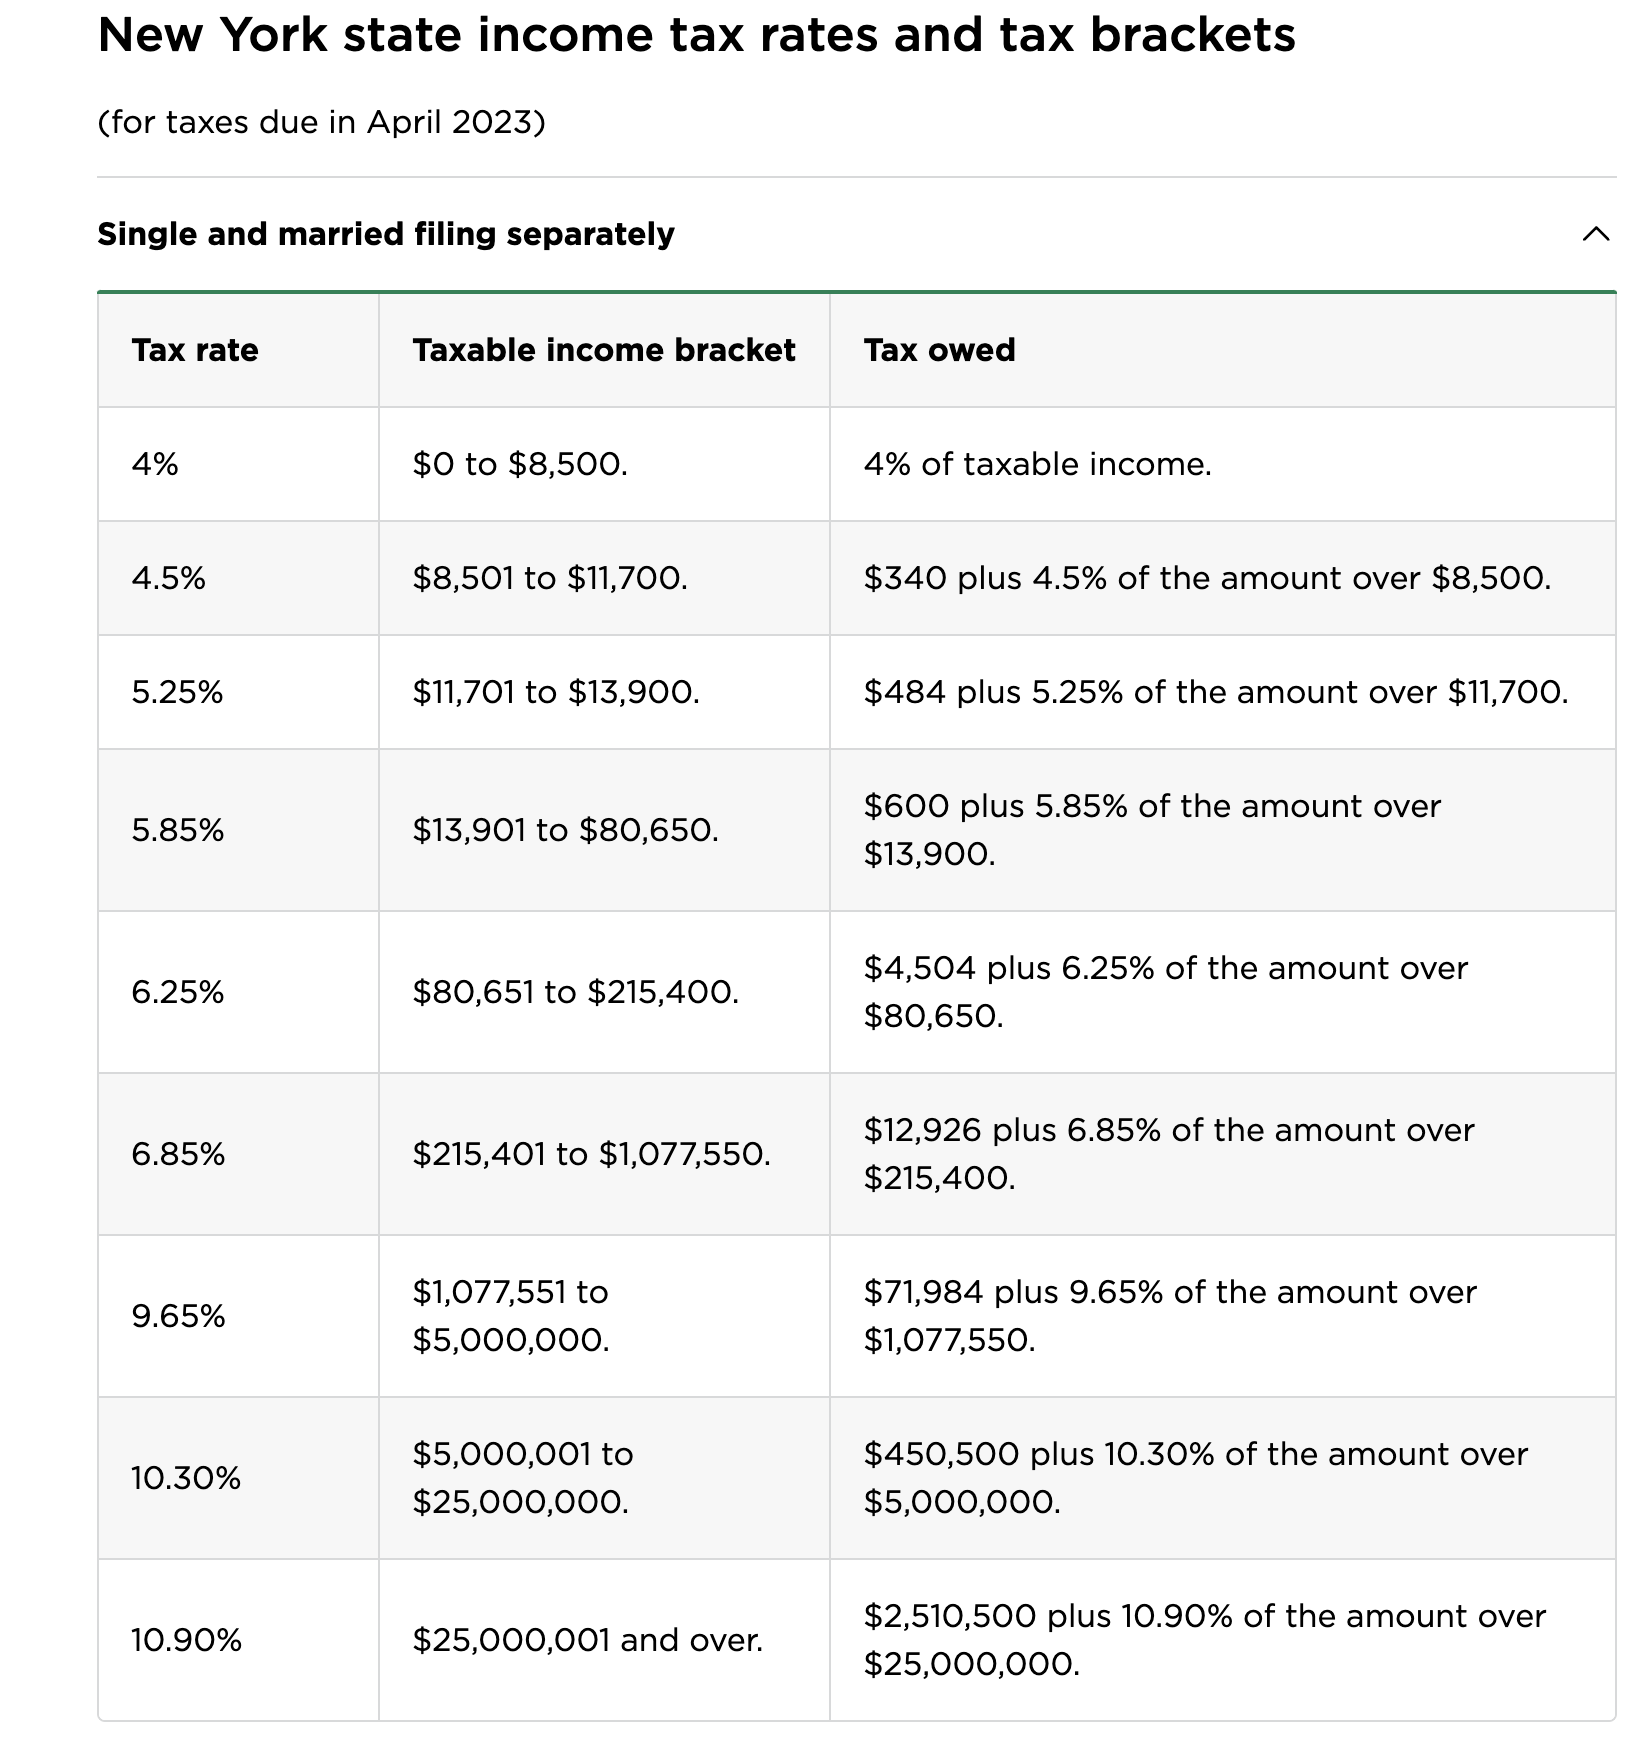 New York state income tax rates and tax brackets
(for taxes due in April 2023)
Single and married filing separately
Tax rate Taxable income bracket Tax owed
4% $0 to $8,500. 4% of taxable income.
4.5% $8,501 to $11,700. $340 plus 4.5% of the amount over $8,500.
5.25% $11,701 to $13,900. $484 plus 5.25% of the amount over $11,700.
5.85% $13,901 to $80,650. $600 plus 5.85% of the amount over
$13,900.
6.25% $80,651 to $215,400. $4,504 plus 6.25% of the amount over
$80,650.
6.85% $215,401 to $1,077,550. $12,926 plus 6.85% of the amount over
$215,400.
9.65% $1,077,551 to
$5,000,000. $71,984 plus 9.65% of the amount over
$1,077,550.
10.30% $5,000,001 to
$25,000,000. $450,500 plus 10.30% of the amount over
$5,000,000.
10.90% $25,000,001 and over. $2,510,500 plus 10.90% of the amount over
$25,000,000.